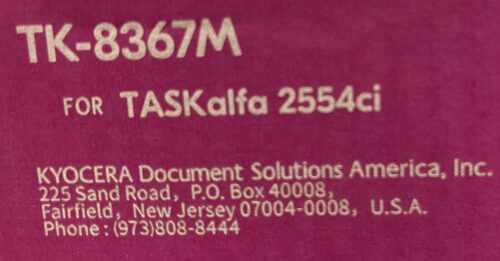 TK-8367M
FOR TASKalfa 2554ci
KYOCERA Document Solutions America, Inc.
225 Sand Road, P.O. Box 40008,
Fairfield, New Jersey 07004-0008, U.S.A.
Phone : (973)808-8444